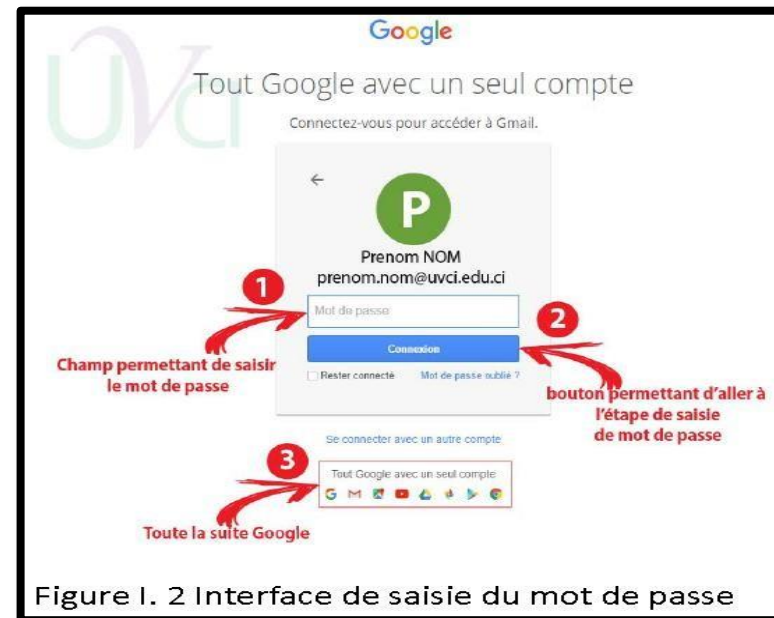 UVCi
Google
Tout Google avec un seul compte
Connectez-vous pour accéder à Gmail.
P
Prenom NOM
prenom.nom@uvci.edu.ci
1
Mot de passe
2
Connexion
Champ permettant de saisir
le mot de passe
Rester connecté Mot de passe oublié ?
bouton permettant d'aller à
l'étape de saisie
de mot de passe
Se connecter avec un autre compte
3
Tout Google avec un seul compte
Toute la suite Google
Figure I. 2 Interface de saisie du mot de passe